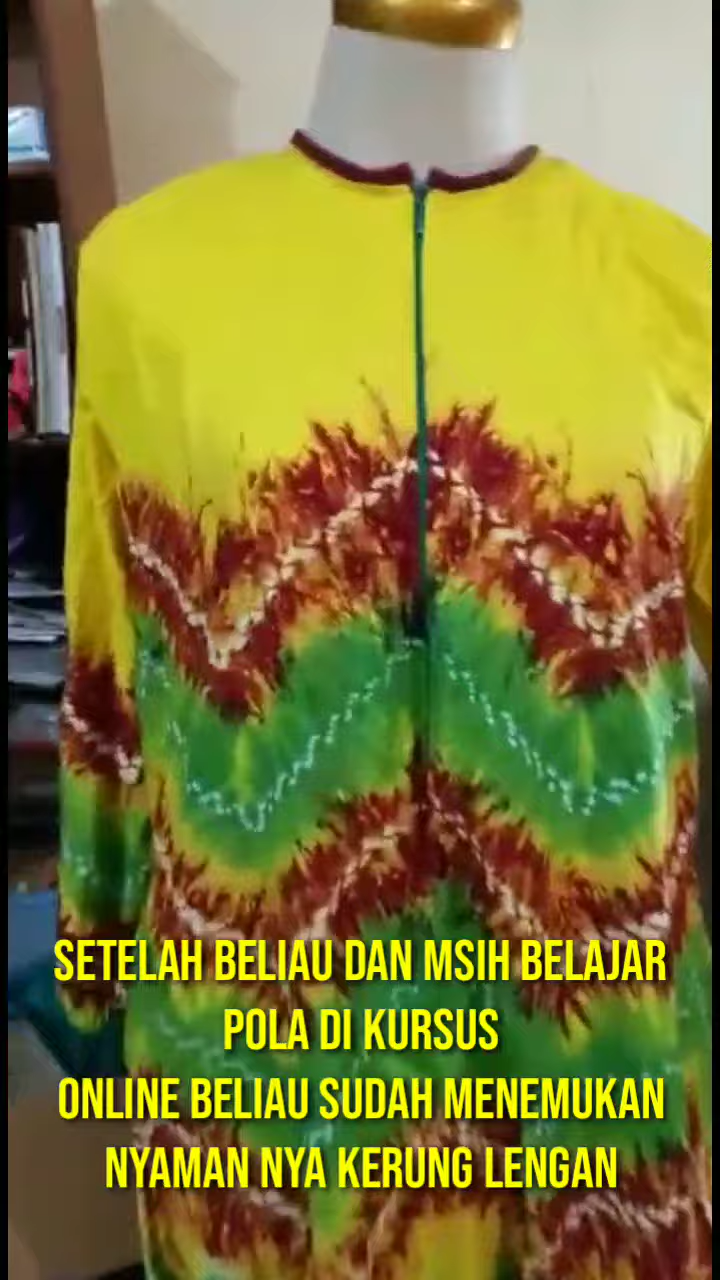 SETELAH BELIAU DAN MSIH BELAJAR
POLA DI KURSUS
ONLINE BELIAU SUDAH MENEMUKAN
NYAMAN NYA KERUNG LENGAN